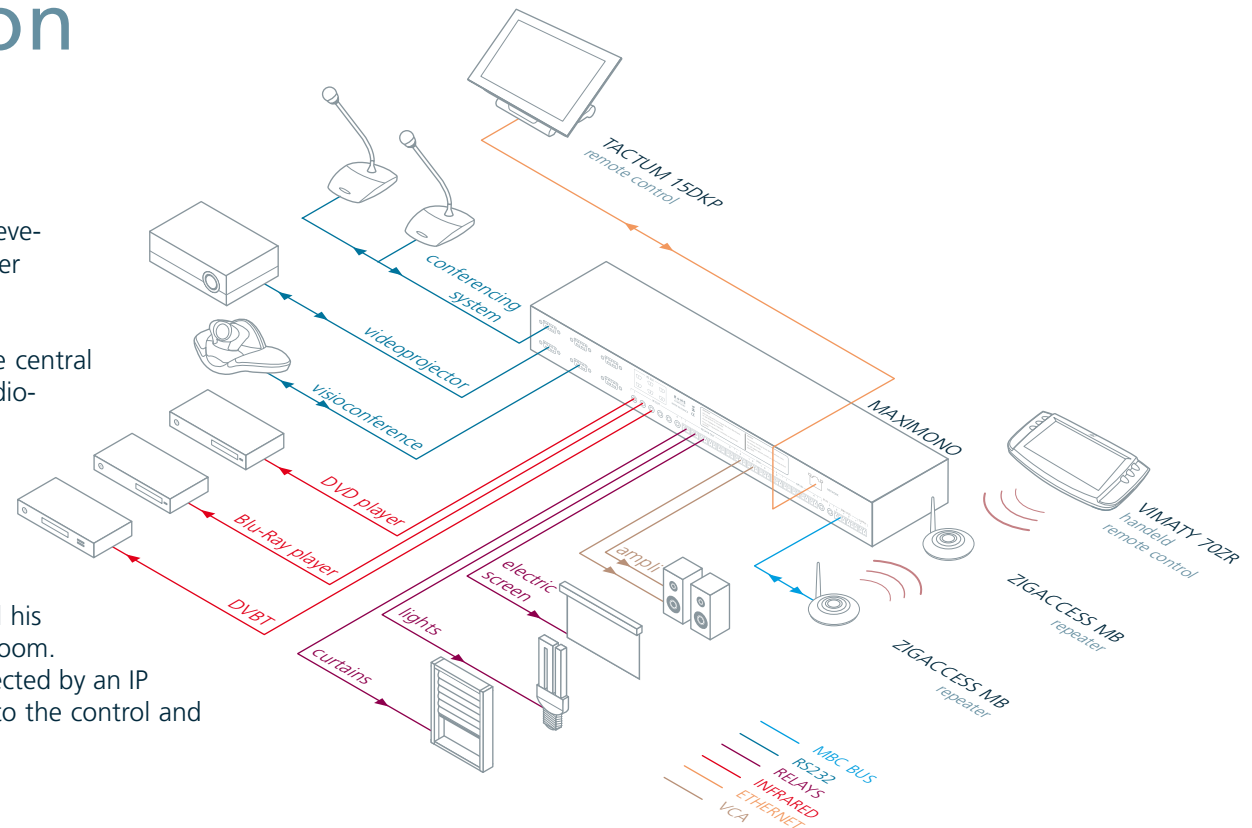 on
eve-
er
e central
dio-
l his
oom.
ected by an IP
to the control and
TACTUM 15DKP
remote control
conferencing
system
videoprojector
visioconference
DVD player
Blu-Ray player
DVBT
MAXIMONO
VIMATY 70ZR
handeld
remote control
ZIGACCESS MB
repeater
ZIGACCESS MB
repeater
ampli
electric
screen
lights
curtains
MBC BUS
RS232
RELAYS
INFRARED
ETHERNET
VCA